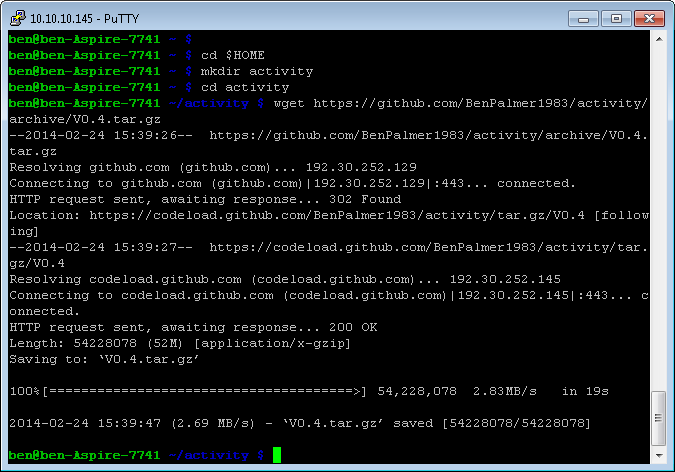 10.10.10.145 - PuTTY
ben@ben-Aspire-7741 ~ $
ben@ben-Aspire-7741 ~ $ cd $HOME
ben@ben-Aspire-7741 ~ $ mkdir activity
ben@ben-Aspire-7741 ~ $ cd activity
ben@ben-Aspire-7741 ~/activity $ wget https://github.com/BenPalmer1983/activity/
archive/V0.4.tar.gz
--2014-02-24 15:39:26--  https://github.com/BenPalmer1983/activity/archive/V0.4.
tar.gz
Resolving github.com (github.com)... 192.30.252.129
Connecting to github.com (github.com)|192.30.252.129|:443... connected.
HTTP request sent, awaiting response... 302 Found
Location: https://codeload.github.com/BenPalmer1983/activity/tar.gz/V0.4 [follow
ing]
--2014-02-24 15:39:27--  https://codeload.github.com/BenPalmer1983/activity/tar.
gz/V0.4
Resolving codeload.github.com (codeload.github.com)... 192.30.252.145
Connecting to codeload.github.com (codeload.github.com)|192.30.252.145|:443... c
onnected.
HTTP request sent, awaiting response... 200 OK
Length: 54228078 (52M) [application/x-gzip]
Saving to: ‘V0.4.tar.gz’
100%[======================================>] 54,228,078  2.83MB/s   in 19s
2014-02-24 15:39:47 (2.69 MB/s) - ‘V0.4.tar.gz’ saved [54228078/54228078]
ben@ben-Aspire-7741 ~/activity $